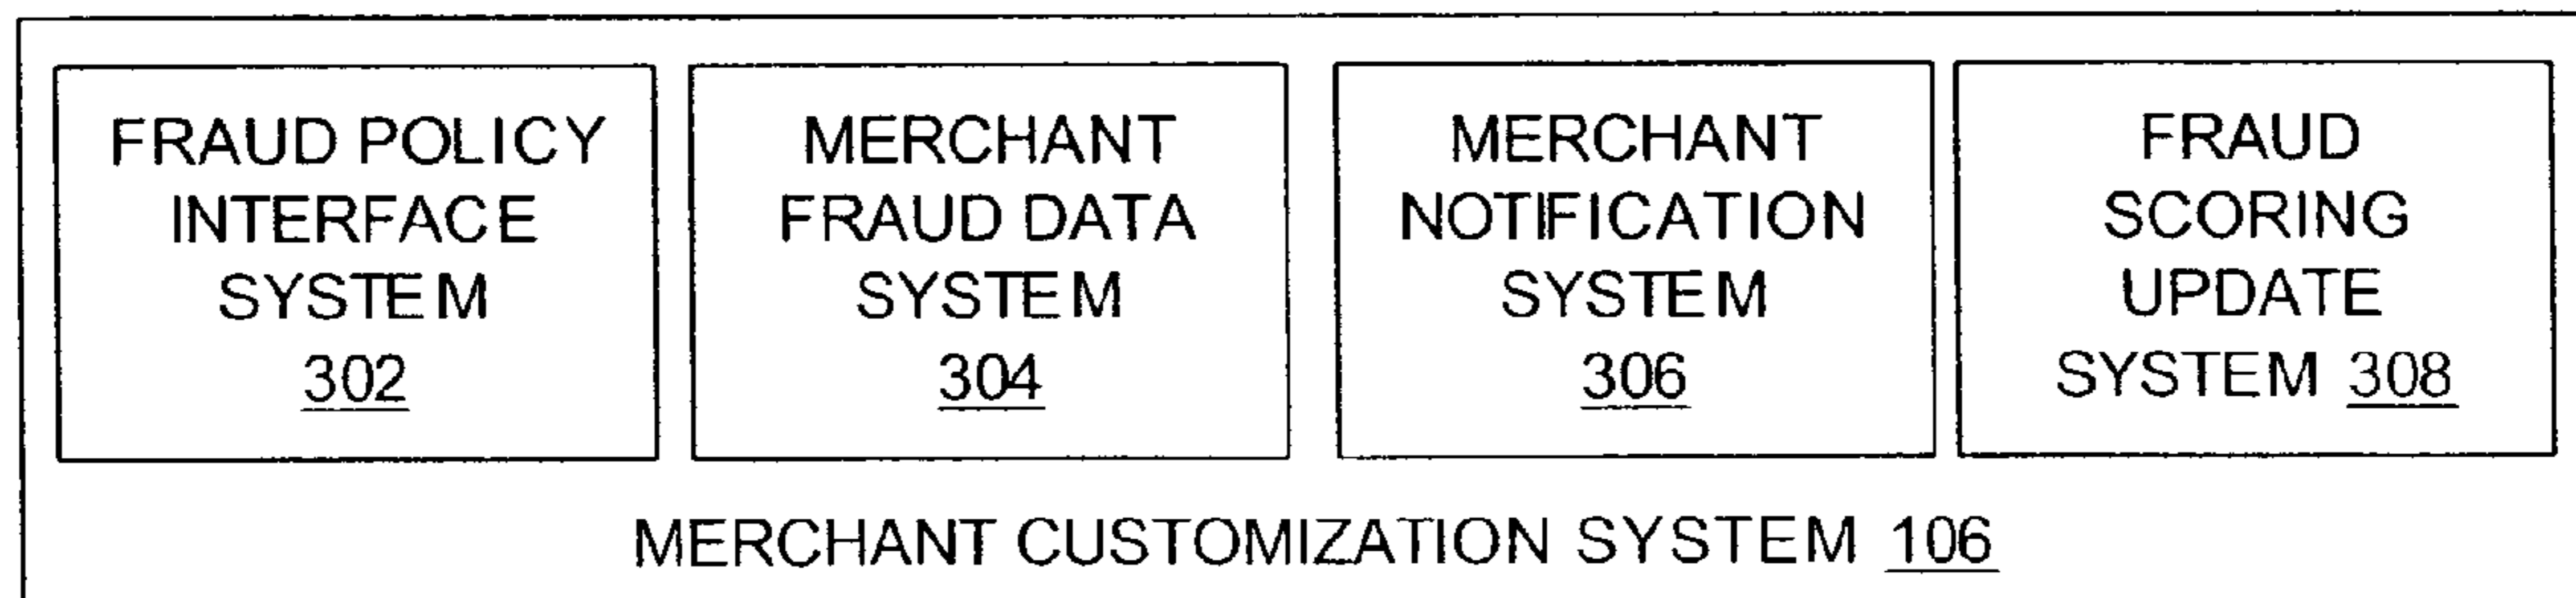 FRAUD POLICY
INTERFACE
SYSTEM
302
MERCHANT
FRAUD DATA
SYSTEM
304
MERCHANT
NOTIFICATION
SYSTEM
306
FRAUD
SCORING
UPDATE
SYSTEM 308
MERCHANT CUSTOMIZATION SYSTEM 106